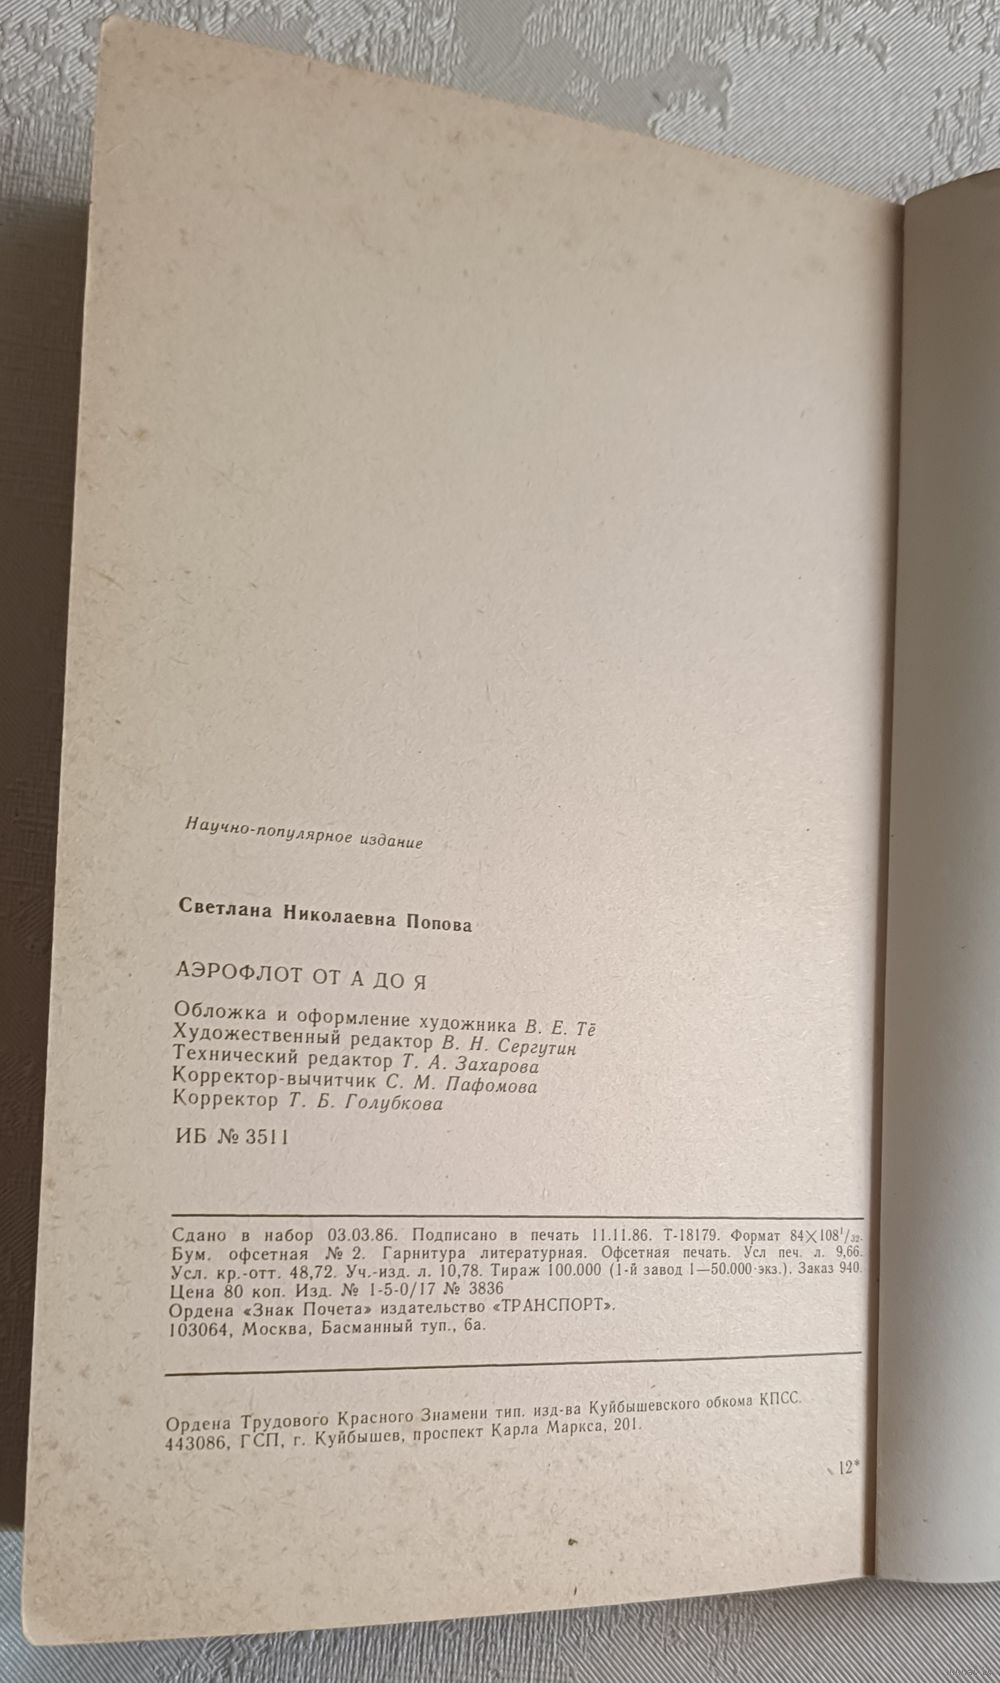 Научно-популярное издание
Светлана Николаевна Попова
АЭРОФЛОТ ОТ А ДО Я
Обложка и оформление художника В. Е. Тё
Художественный редактор В. Н. Сергутин
Технический редактор Т. А. Захарова
Корректор-вычитчик С. М. Пафомова
Корректор Т. Б. Голубкова
ИБ № 3511
Сдано в набор 03.03.86. Подписано в печать 11.11.86. Т-18179. Формат 84×108¹/₃₂.
Бум. офсетная № 2. Гарнитура литературная. Офсетная печать. Усл печ. л. 9,66.
Усл. кр.-отт. 48,72. Уч.-изд. л. 10,78. Тираж 100.000 (1-й завод 1—50.000 экз.). Заказ 940.
Цена 80 коп. Изд. № 1-5-0/17 № 3836
Ордена «Знак Почета» издательство «ТРАНСПОРТ».
103064, Москва, Басманный туп., 6а.
Ордена Трудового Красного Знамени тип. изд-ва Куйбышевского обкома КПСС.
443086, ГСП, г. Куйбышев, проспект Карла Маркса, 201.
12*